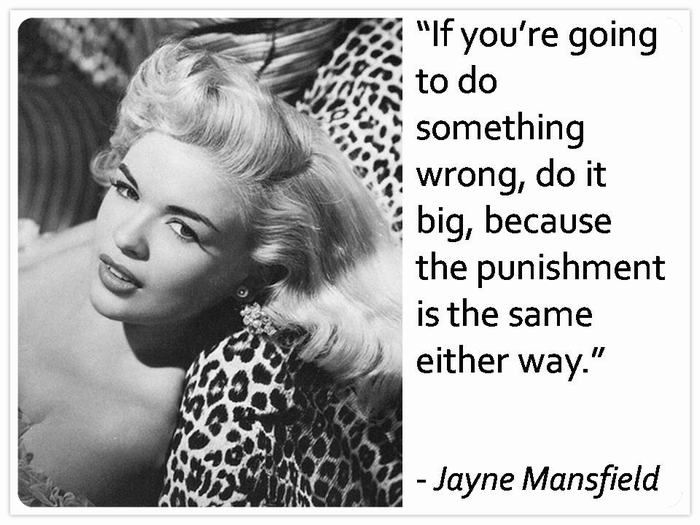 “If you’re going
to do
something
wrong, do it
big, because
the punishment
is the same
either way.”
- Jayne Mansfield